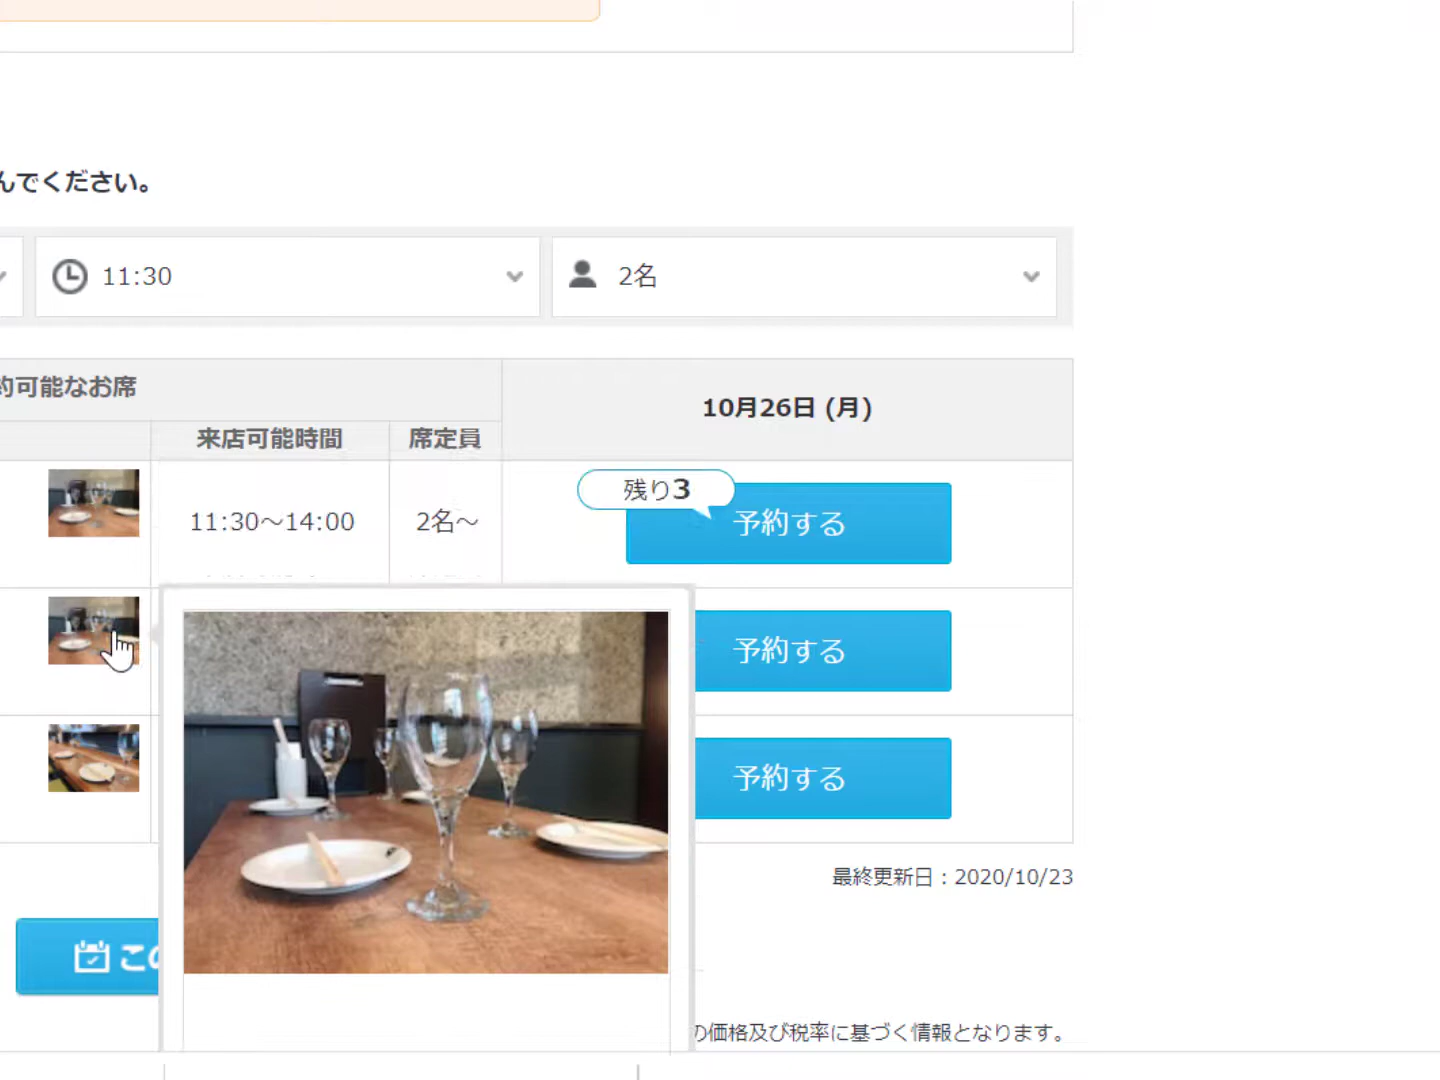 んでください。
11:30
2名
約可能なお席
10月26日 (月)
来店可能時間
席定員
11:30～14:00
2名～
残り3
予約する
予約する
予約する
最終更新日：2020/10/23
この
の価格及び税率に基づく情報となります。